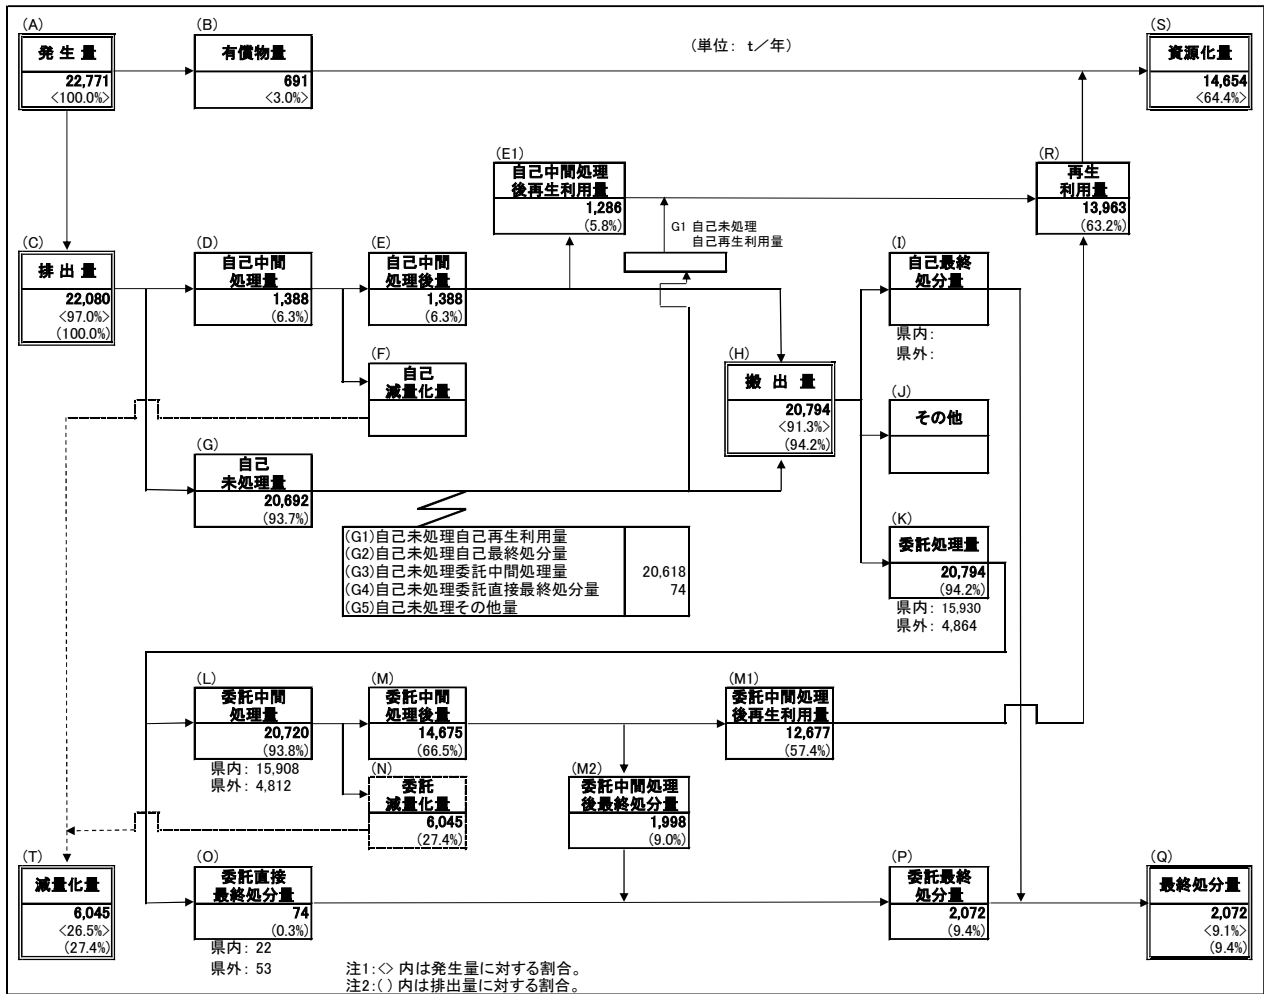 (A)
発生量
22,771
<100.0%>
(B)
有償物量
691
<3.0%>
(単位: t/年)
(S)
資源化量
14,654
<64.4%>
(E1)
自己中間処理
後再生利用量
1,286
(5.8%)
(R)
再生
利用量
13,963
(63.2%)
G1 自己未処理
自己再生利用量
(C)
排出量
22,080
<97.0%>
(100.0%)
(D)
自己中間
処理量
1,388
(6.3%)
(E)
自己中間
処理後量
1,388
(6.3%)
(I)
自己最終
処分量
県内:
県外:
(F)
自己
減量化量
(H)
搬出量
20,794
<91.3%>
(94.2%)
(J)
その他
(G)
自己
未処理量
20,692
(93.7%)
(G1)自己未処理自己再生利用量
(G2)自己未処理自己最終処分量
(G3)自己未処理委託中間処理量 20,618
(G4)自己未処理委託直接最終処分量 74
(G5)自己未処理その他量
(K)
委託処理量
20,794
(94.2%)
県内: 15,930
県外: 4,864
(L)
委託中間
処理量
20,720
(93.8%)
県内: 15,908
県外: 4,812
(M)
委託中間
処理後量
14,675
(66.5%)
(M1)
委託中間処理
後再生利用量
12,677
(57.4%)
(N)
委託
減量化量
6,045
(27.4%)
(M2)
委託中間処理
後最終処分量
1,998
(9.0%)
(T)
減量化量
6,045
<26.5%>
(27.4%)
(O)
委託直接
最終処分量
74
(0.3%)
県内: 22
県外: 53
(P)
委託最終
処分量
2,072
(9.4%)
(Q)
最終処分量
2,072
<9.1%>
(9.4%)
注1:<> 内は発生量に対する割合。
注2:( ) 内は排出量に対する割合。